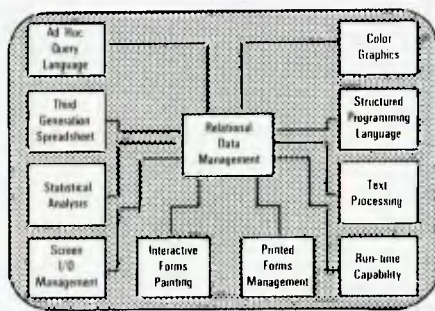 Ad Hoc
Query
Language
Color
Graphics
Third
Generation
Spreadsheet
Relational
Data
Management
Structured
Programming
Language
Statistical
Analysis
Text
Processing
Screen
I/O
Management
Interactive
Forms
Painting
Printed
Forms
Management
Run-time
Capability